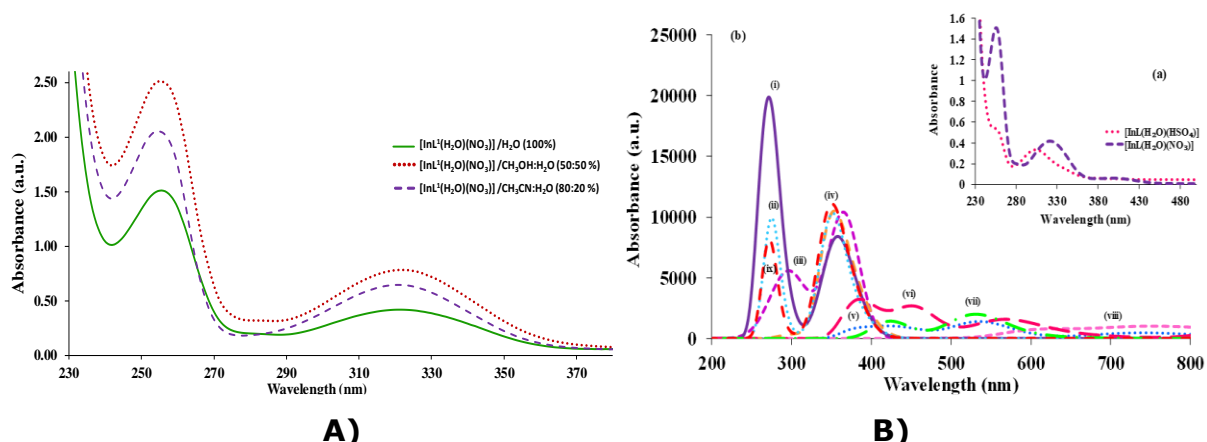 2.50
2.00
1.50
1.00
0.50
0.00
Absorbance (a.u.)
230 250 270 290 310 330 350 370
Wavelength (nm)
[InL¹(H₂O)(NO₃)]/H₂O (100%)
[InL¹(H₂O)(NO₃)]/CH₃OH:H₂O (50:50 %)
[InL¹(H₂O)(NO₃)]/CH₃CN:H₂O (80:20 %)
A)
25000
20000
15000
10000
5000
0
Absorbance (a.u.)
200 300 400 500 600 700 800
Wavelength (nm)
(b)
(i)
(ii)
(iii)
(iv)
(ix)
(v)
(vi)
(vii)
(viii)
1.6
1.4
1.2
1
0.8
0.6
0.4
0.2
0
Absorbance
230 280 330 380 430 480
Wavelength (nm)
(a)
[InL(H₂O)(HSO₄)]
[InL(H₂O)(NO₃)]
B)